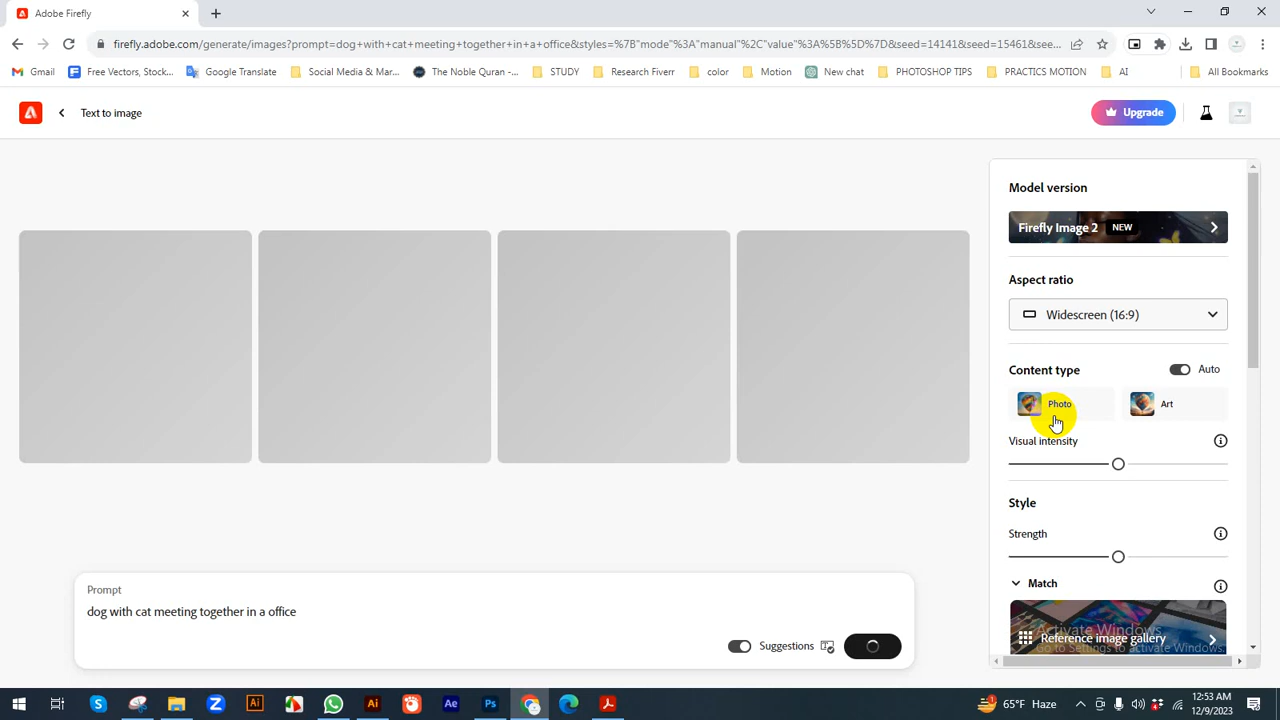 Adobe Firefly
firefly.adobe.com/generate/images?prompt=dog+with+cat+meeting+together+in+a+office&styles=%7B"mode"%3A"manual"%2C"value"%3A%5B%5D%7D&seed=14141&seed=15461&see...
Gmail Free Vectors, Stock... Google Translate Social Media & Mar... The Noble Quran -... STUDY Research Fiverr color Motion New chat PHOTOSHOP TIPS PRACTICS MOTION AI All Bookmarks
Text to image Upgrade
Model version
Firefly Image 2 NEW
Aspect ratio
Widescreen (16:9)
Content type Auto
Photo Art
Visual intensity
Style
Strength
Match
Reference image gallery
Activate Windows
Go to Settings to activate Windows.
Prompt
dog with cat meeting together in a office
Suggestions
65°F Haze
12:53 AM
12/9/2023